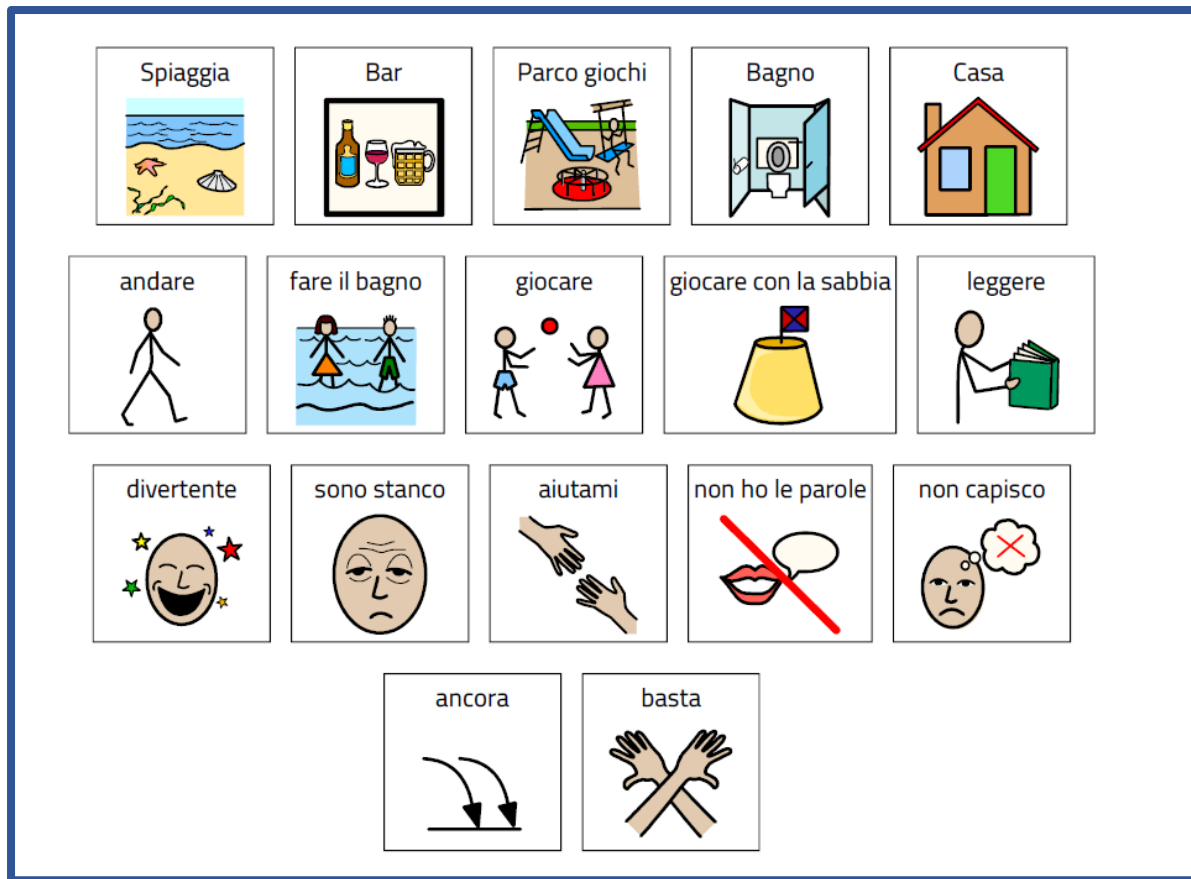 Spiaggia
Bar
Parco giochi
Bagno
Casa
andare
fare il bagno
giocare
giocare con la sabbia
leggere
divertente
sono stanco
aiutami
non ho le parole
non capisco
ancora
basta